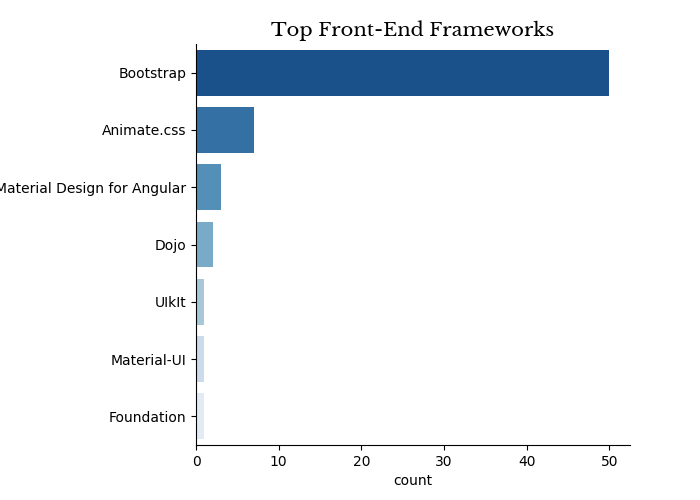 Top Front-End Frameworks
Bootstrap
Animate.css
Material Design for Angular
Dojo
UIkIt
Material-UI
Foundation
0 10 20 30 40 50
count